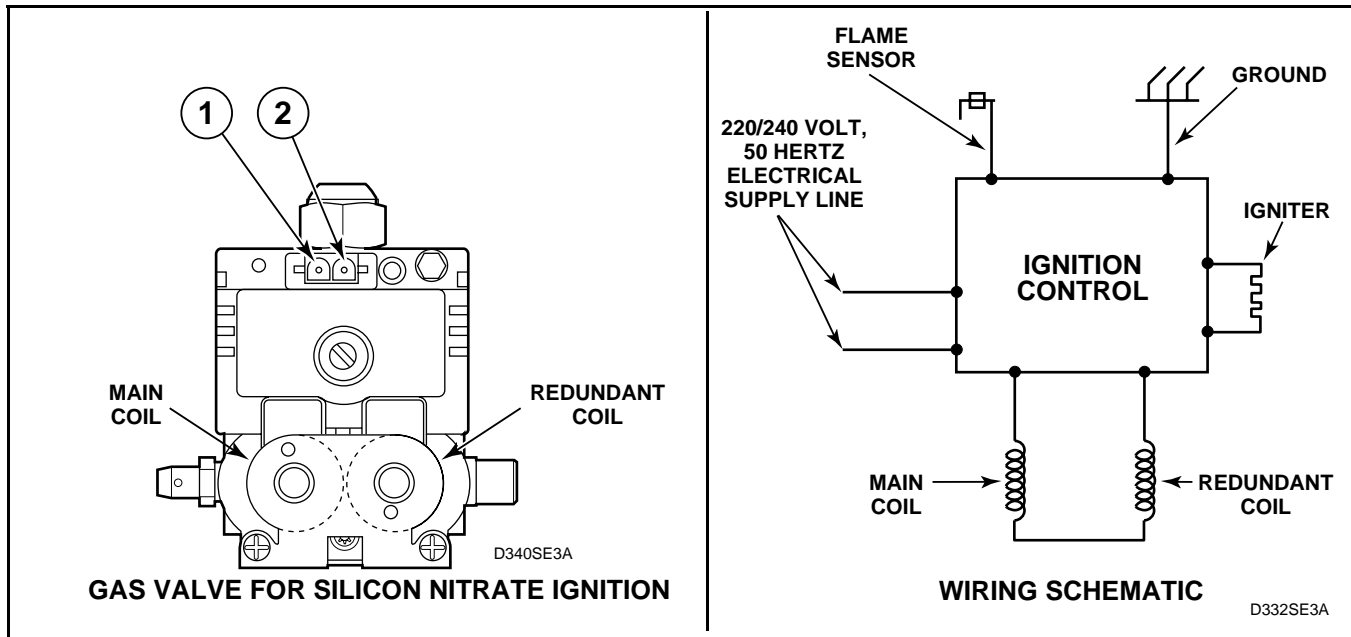 1
2
MAIN
COIL
REDUNDANT
COIL
D340SE3A
GAS VALVE FOR SILICON NITRATE IGNITION
FLAME
SENSOR
GROUND
220/240 VOLT,
50 HERTZ
ELECTRICAL
SUPPLY LINE
IGNITER
IGNITION
CONTROL
MAIN
COIL
REDUNDANT
COIL
WIRING SCHEMATIC
D332SE3A